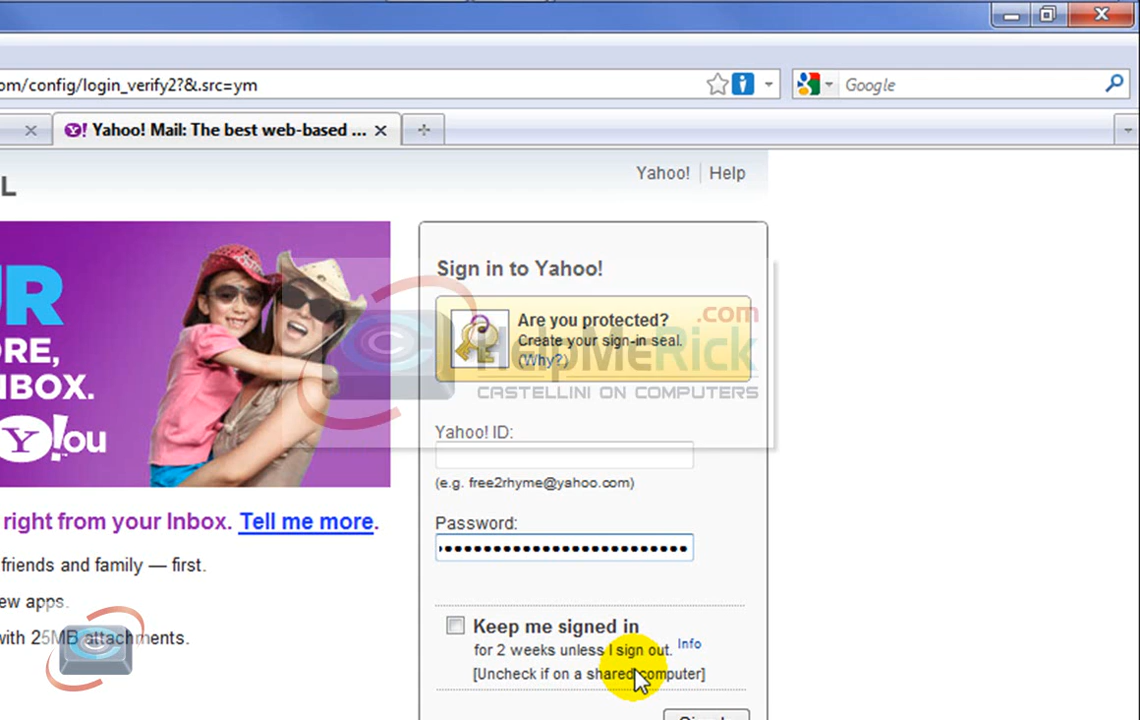 om/config/login_verify2?&.src=ym
Google
Yahoo! Mail: The best web-based ...
L
Yahoo! Help
UR
Sign in to Yahoo!
Are you protected?
Create your sign-in seal.
(Why?)
.com
HelpMeRick
CASTELLINI ON COMPUTERS
RE,
NBOX.
Y!ou
Yahoo! ID:
(e.g. free2rhyme@yahoo.com)
right from your Inbox. Tell me more.
Password:
friends and family — first.
ew apps.
with 25MB attachments.
Keep me signed in
for 2 weeks unless I sign out. Info
[Uncheck if on a shared computer]